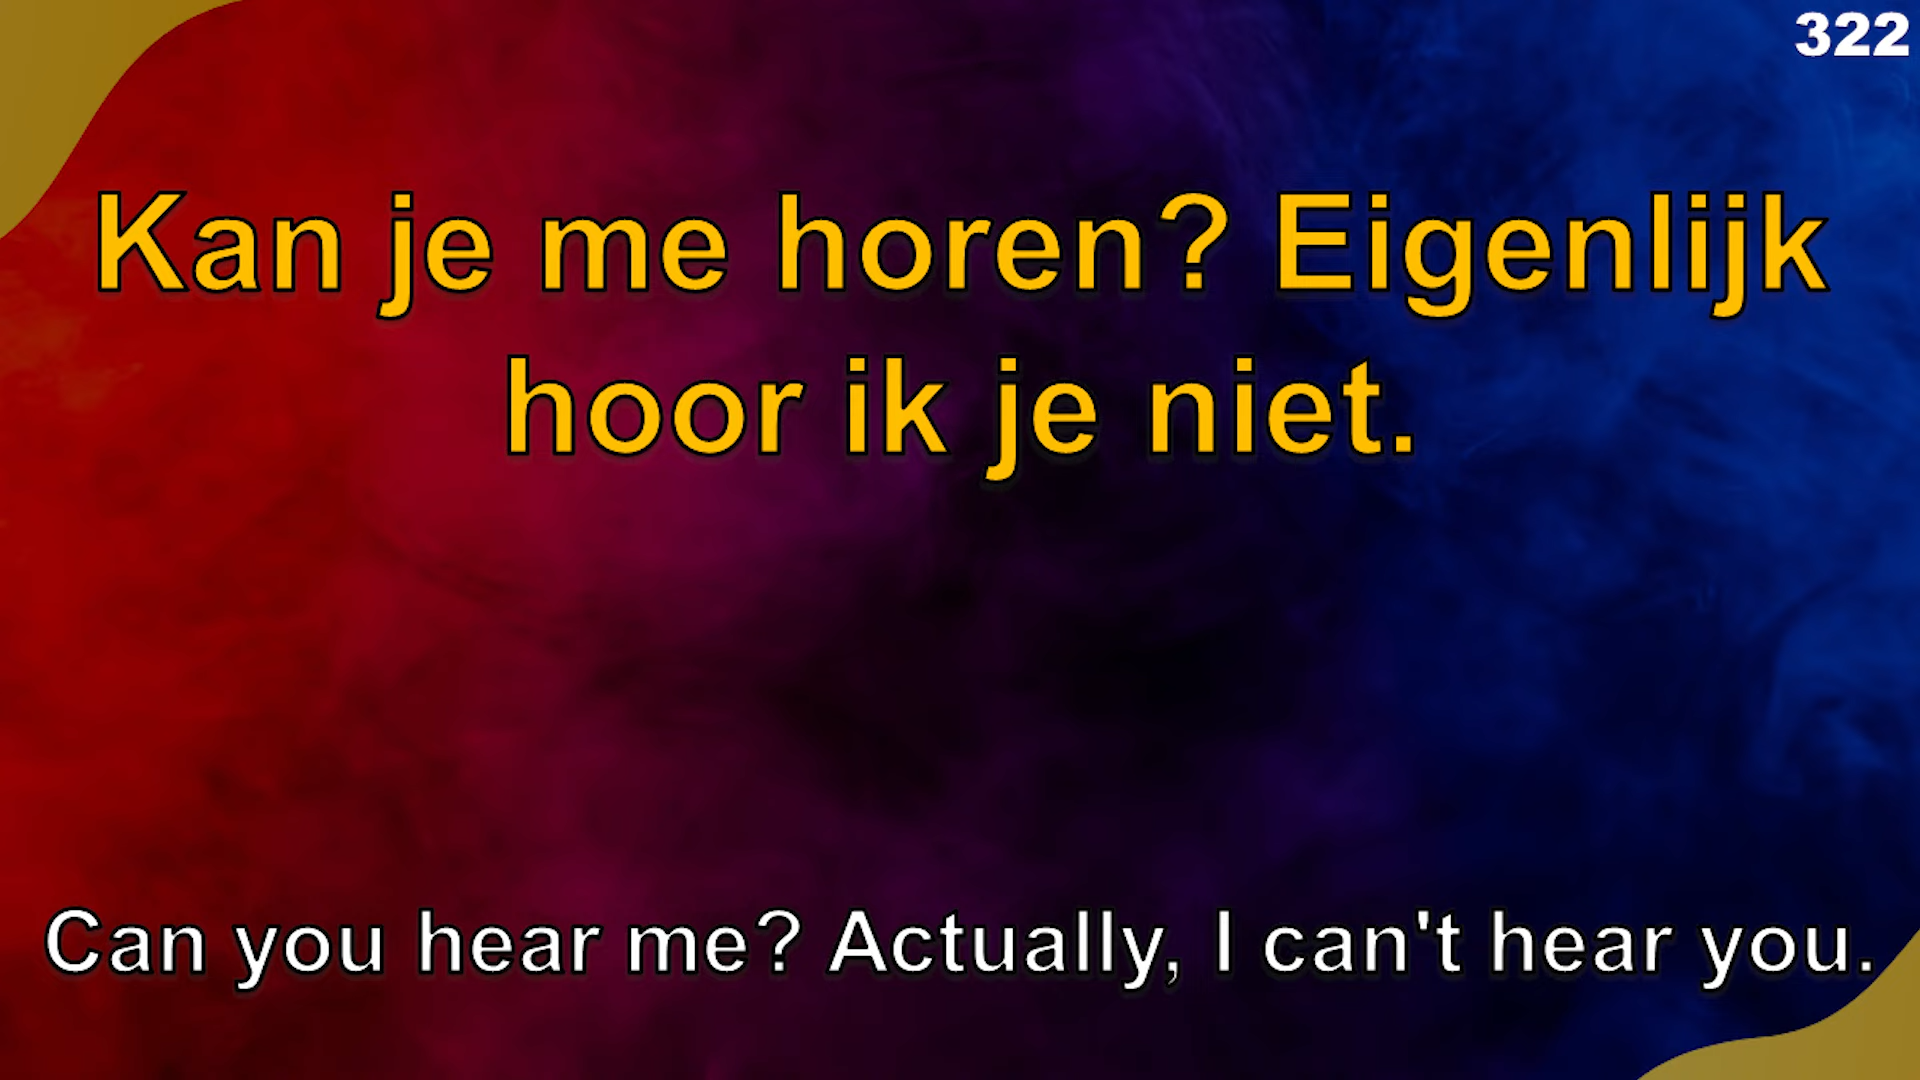 322
Kan je me horen? Eigenlijk
hoor ik je niet.
Can you hear me? Actually, I can't hear you.